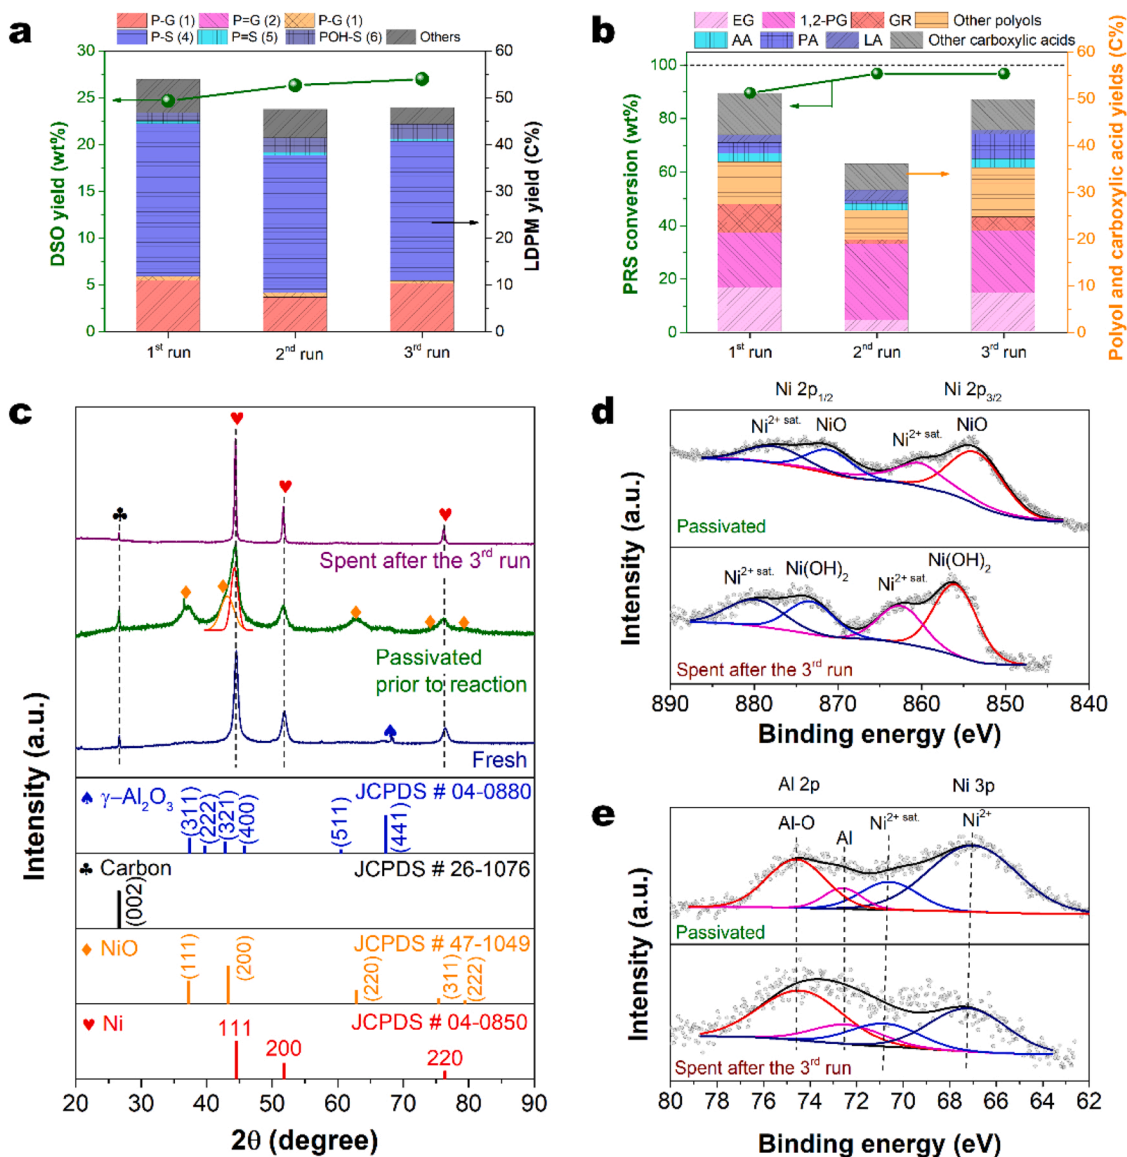 a
P-G (1) P=G (2) P-G (1)
P-S (4) P=S (5) POH-S (6) Others
30
25
20
15
10
5
0
DSO yield (wt%)
60
50
40
30
20
10
0
LDPM yield (C%)
1st run 2nd run 3rd run
b
EG 1,2-PG GR Other polyols
AA PA LA Other carboxylic acids
100
80
60
40
20
0
PRS conversion (wt%)
60
50
40
30
20
10
0
Polyol and carboxylic acid yields (C%)
1st run 2nd run 3rd run
c
♥
♥
♣ ♥
Spent after the 3rd run
Passivated
prior to reaction
Fresh
♠ γ–Al2O3 JCPDS # 04-0880
(311) (222) (321) (400) (511) (441)
♣ Carbon JCPDS # 26-1076
(002)
♦ NiO JCPDS # 47-1049
(111) (200) (220) (311) (222)
♥ Ni JCPDS # 04-0850
111 200 220
Intensity (a.u.)
20 30 40 50 60 70 80 90
2θ (degree)
d
Ni 2p1/2 Ni 2p3/2
Ni2+ sat. NiO Ni2+ sat. NiO
Passivated
Ni2+ sat. Ni(OH)2 Ni2+ sat. Ni(OH)2
Spent after the 3rd run
Intensity (a.u.)
890 880 870 860 850 840
Binding energy (eV)
e
Al 2p Ni 3p
Al-O Al Ni2+ sat. Ni2+
Passivated
Spent after the 3rd run
Intensity (a.u.)
80 78 76 74 72 70 68 66 64 62
Binding energy (eV)